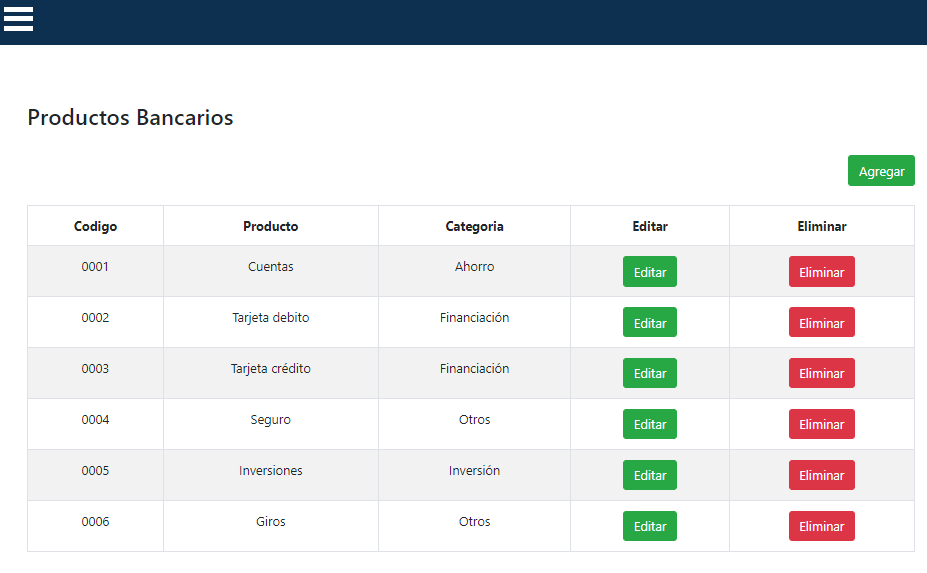 Productos Bancarios
Agregar
Codigo Producto Categoria Editar Eliminar
0001 Cuentas Ahorro Editar Eliminar
0002 Tarjeta debito Financiación Editar Eliminar
0003 Tarjeta crédito Financiación Editar Eliminar
0004 Seguro Otros Editar Eliminar
0005 Inversiones Inversión Editar Eliminar
0006 Giros Otros Editar Eliminar